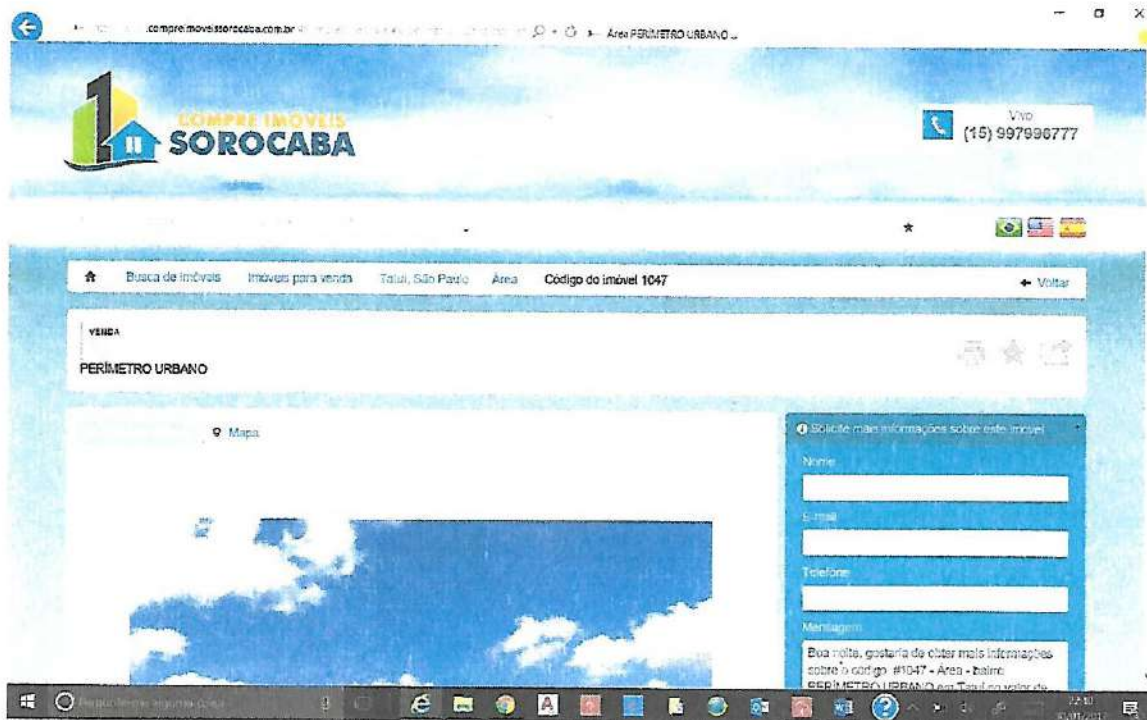 .compreimoveissorocaba.com.br
Área PERÍMETRO URBANO ...
COMPRE IMÓVEIS
SOROCABA
Vivo
(15) 997996777
Busca de imóveis Imóveis para venda Tatuí, São Paulo Área Código do imóvel 1047
Voltar
VENDA
PERÍMETRO URBANO
Mapa
Solicite mais informações sobre este imóvel
Nome
E-mail
Telefone
Mensagem
Boa noite, gostaria de obter mais informações
sobre o código #1047 - Área - bairro
PERÍMETRO URBANO em Tatuí no valor de